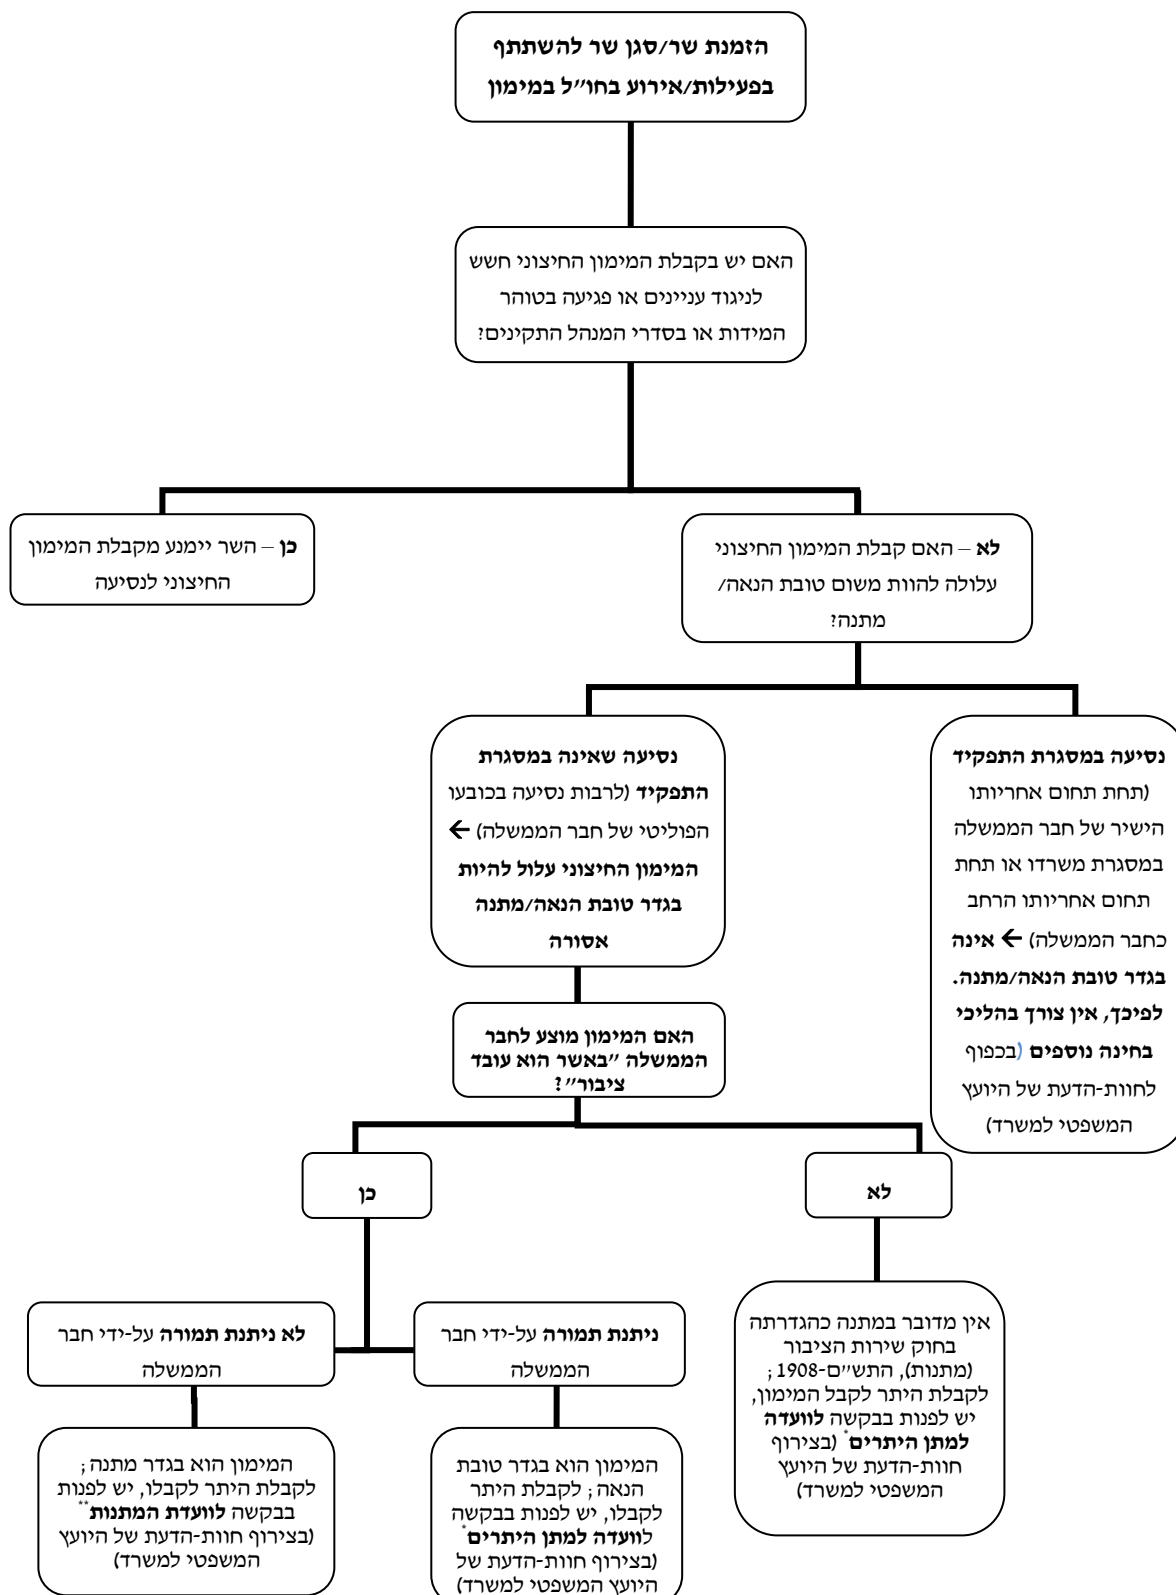 הזמנת שר/סגן שר להשתתף
בפעילות/אירוע בחו״ל במימון
האם יש בקבלת המימון החיצוני חשש
לניגוד עניינים או פגיעה בטוהר
המידות או בסדרי המנהל התקינים?
לא – האם קבלת המימון החיצוני
עלולה להוות משום טובת הנאה/
מתנה?
כן – השר יימנע מקבלת המימון
החיצוני לנסיעה
נסיעה במסגרת התפקיד
(תחת תחום אחריותו
הישיר של חבר הממשלה
במסגרת משרדו או תחת
תחום אחריותו הרחב
כחבר הממשלה) ← אינה
בגדר טובת הנאה/מתנה.
לפיכך, אין צורך בהליכי
בחינה נוספים (בכפוף
לחוות-הדעת של היועץ
המשפטי למשרד)
נסיעה שאינה במסגרת
התפקיד (לרבות נסיעה בכובעו
הפוליטי של חבר הממשלה) ←
המימון החיצוני עלול להיות
בגדר טובת הנאה/מתנה
אסורה
האם המימון מוצע לחבר
הממשלה ״באשר הוא עובד
ציבור״?
לא
כן
אין מדובר במתנה כהגדרתה
בחוק שירות הציבור
(מתנות), התש״ם-1908;
לקבלת היתר לקבל המימון,
יש לפנות בבקשה לוועדה
למתן היתרים* (בצירוף
חוות-הדעת של היועץ
המשפטי למשרד)
ניתנת תמורה על-ידי חבר
הממשלה
לא ניתנת תמורה על-ידי חבר
הממשלה
המימון הוא בגדר טובת
הנאה; לקבלת היתר
לקבלו, יש לפנות בבקשה
לוועדה למתן היתרים*
(בצירוף חוות-הדעת של
היועץ המשפטי למשרד)
המימון הוא בגדר מתנה;
לקבלת היתר לקבלו, יש לפנות
בבקשה לוועדת המתנות**
(בצירוף חוות-הדעת של היועץ
המשפטי למשרד)